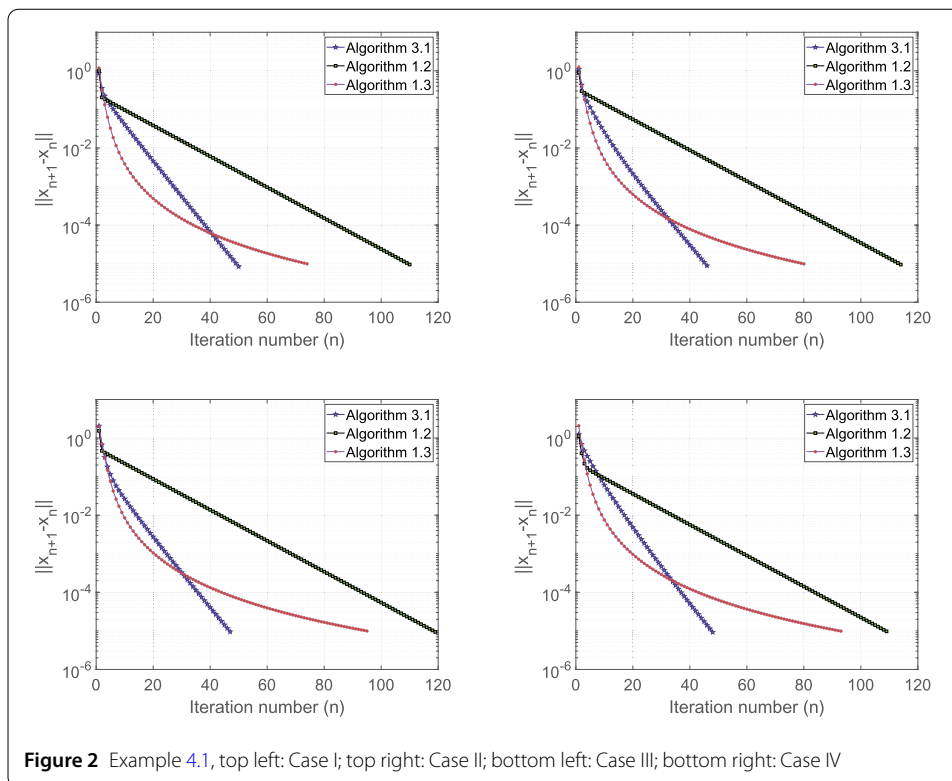 Algorithm 3.1
Algorithm 1.2
Algorithm 1.3
10^0
10^-2
10^-4
10^-6
||x_{n+1}-x_n||
0 20 40 60 80 100 120
Iteration number (n)
Algorithm 3.1
Algorithm 1.2
Algorithm 1.3
10^0
10^-2
10^-4
10^-6
||x_{n+1}-x_n||
0 20 40 60 80 100 120
Iteration number (n)
Algorithm 3.1
Algorithm 1.2
Algorithm 1.3
10^0
10^-2
10^-4
10^-6
||x_{n+1}-x_n||
0 20 40 60 80 100 120
Iteration number (n)
Algorithm 3.1
Algorithm 1.2
Algorithm 1.3
10^0
10^-2
10^-4
10^-6
||x_{n+1}-x_n||
0 20 40 60 80 100 120
Iteration number (n)
Figure 2 Example 4.1, top left: Case I; top right: Case II; bottom left: Case III; bottom right: Case IV